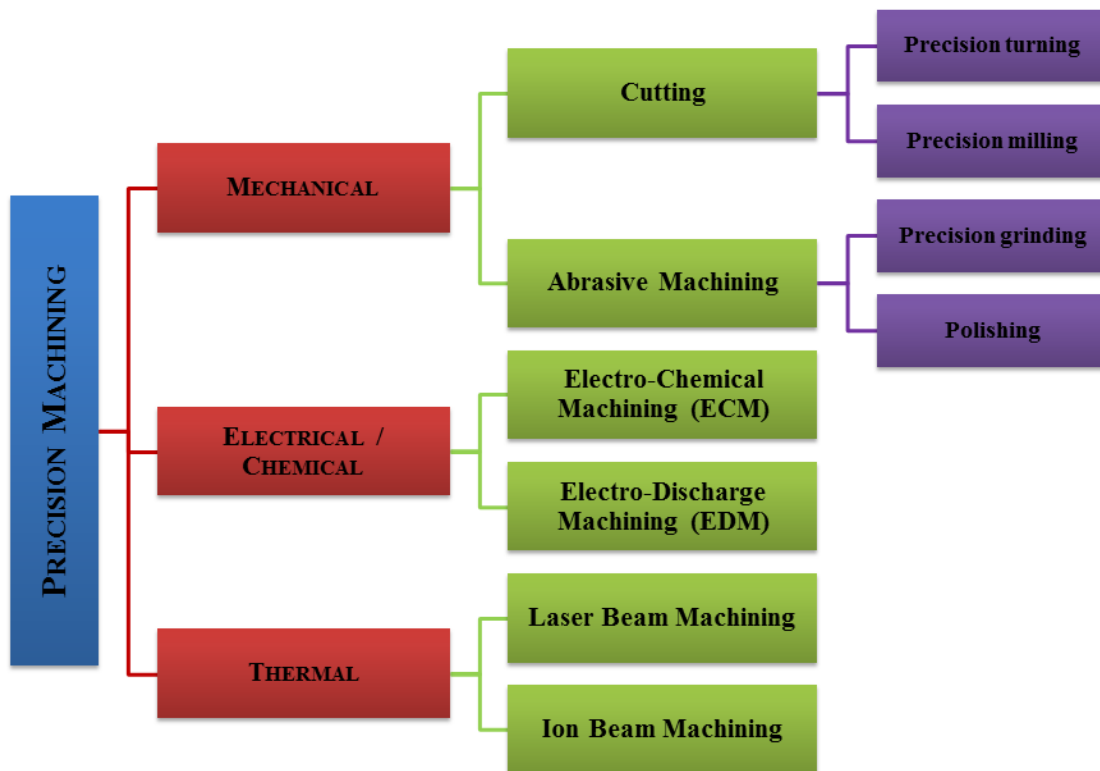 PRECISION MACHINING
MECHANICAL
Cutting
Precision turning
Precision milling
Abrasive Machining
Precision grinding
Polishing
ELECTRICAL /
CHEMICAL
Electro-Chemical
Machining (ECM)
Electro-Discharge
Machining (EDM)
THERMAL
Laser Beam Machining
Ion Beam Machining